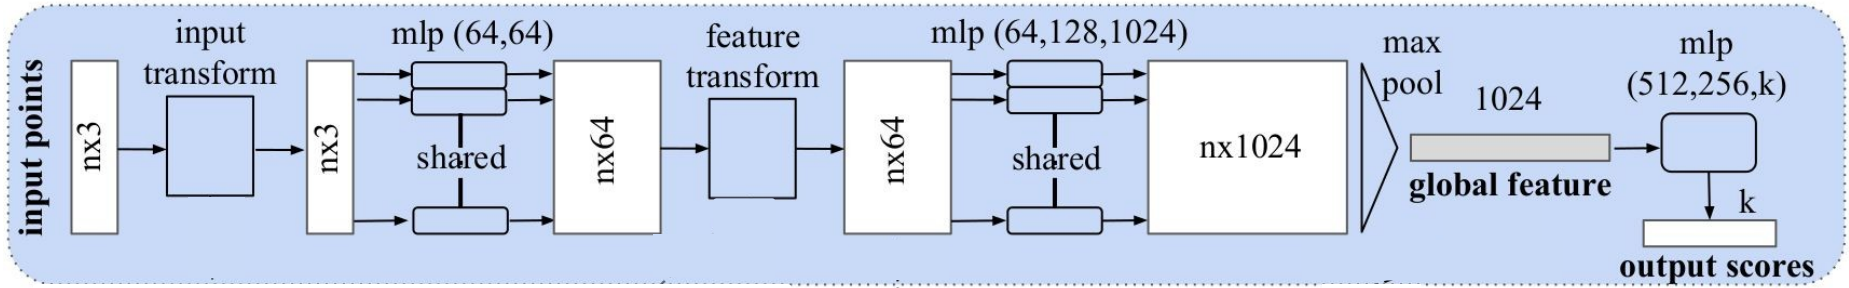 input points
nx3
input
transform
nx3
mlp (64,64)
shared
nx64
feature
transform
nx64
mlp (64,128,1024)
shared
nx1024
max
pool
1024
global feature
mlp
(512,256,k)
k
output scores